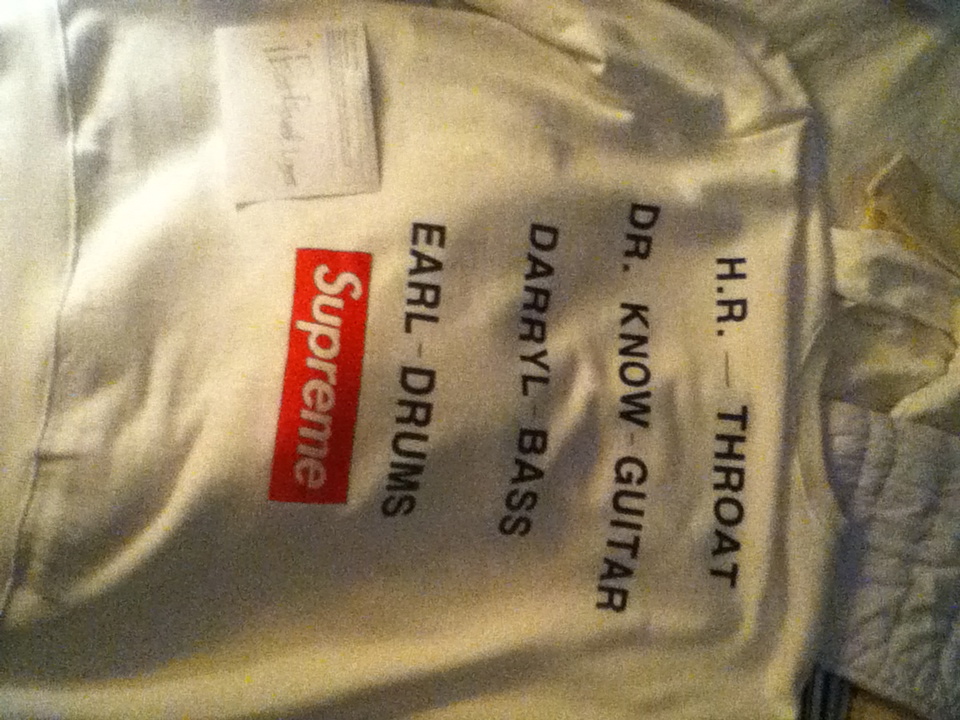 H.R. — THROAT
DR. KNOW - GUITAR
DARRYL - BASS
EARL - DRUMS
Supreme